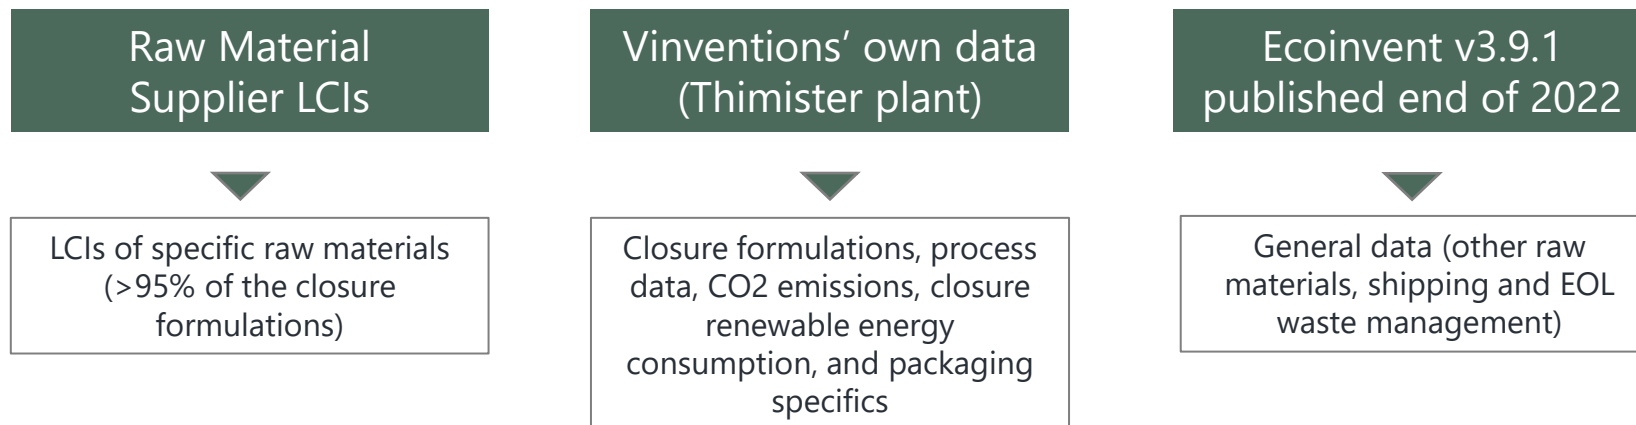 Raw Material
Supplier LCIs
LCIs of specific raw materials
(>95% of the closure
formulations)
Vinventions’ own data
(Thimister plant)
Closure formulations, process
data, CO2 emissions, closure
renewable energy
consumption, and packaging
specifics
Ecoinvent v3.9.1
published end of 2022
General data (other raw
materials, shipping and EOL
waste management)